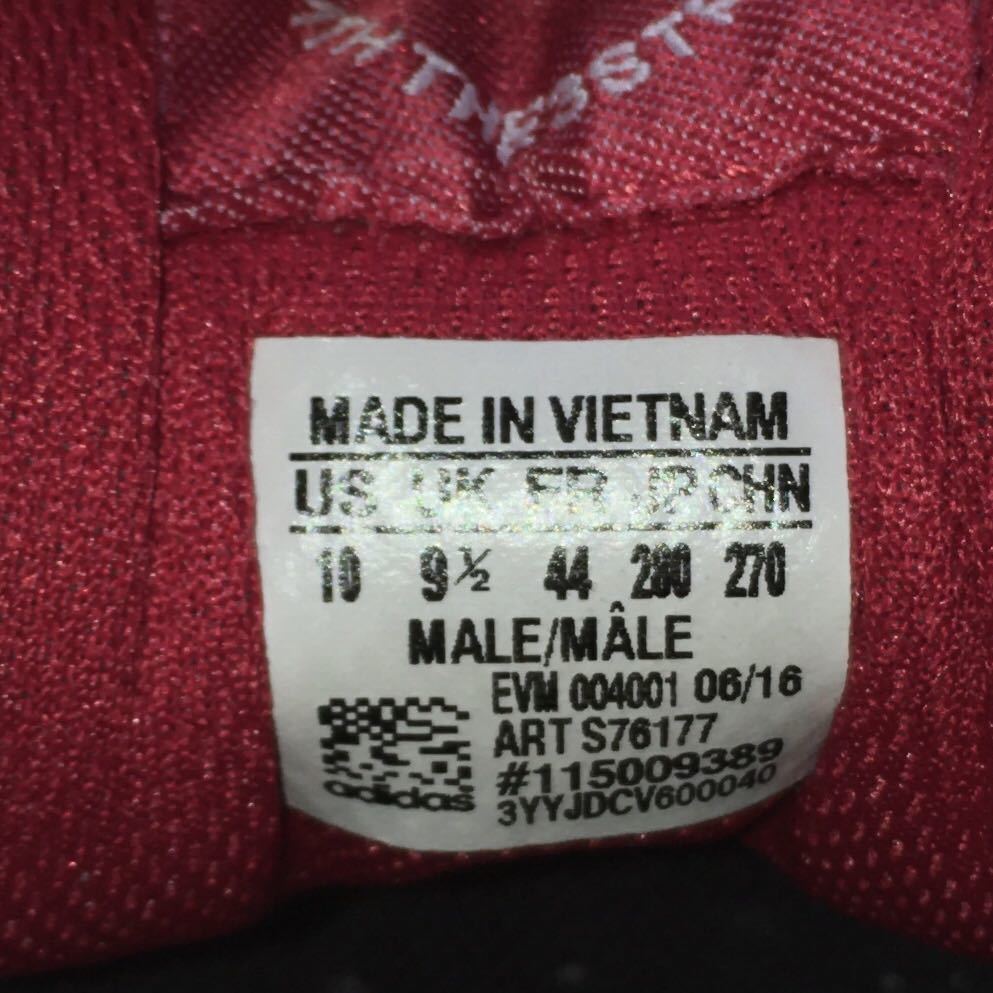 MADE IN VIETNAM
US UK FR JP CHN
10 9½ 44 280 270
MALE/MÂLE
EVM 004001 06/16
ART S76177
#115009389
3YYJDCV600040
adidas